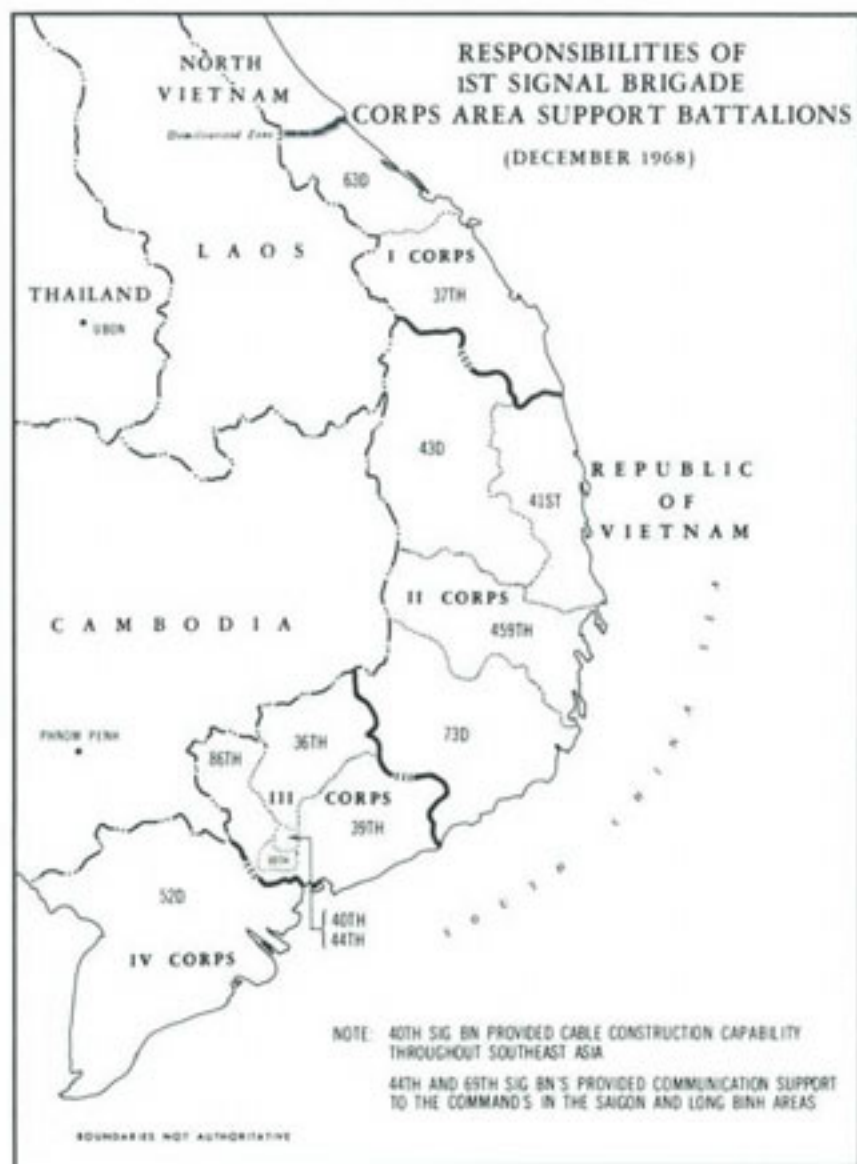 RESPONSIBILITIES OF
1ST SIGNAL BRIGADE
CORPS AREA SUPPORT BATTALIONS
(DECEMBER 1968)
NORTH
VIETNAM
Demilitarized Zone
63D
LAOS
I CORPS
37TH
THAILAND
UBON
43D
41ST
REPUBLIC
OF
VIETNAM
II CORPS
459TH
CAMBODIA
PHNOM PENH
73D
36TH
86TH
III CORPS
39TH
52D
40TH
44TH
IV CORPS
SOUTH CHINA SEA
NOTE: 40TH SIG BN PROVIDED CABLE CONSTRUCTION CAPABILITY
THROUGHOUT SOUTHEAST ASIA
44TH AND 69TH SIG BN'S PROVIDED COMMUNICATION SUPPORT
TO THE COMMAND'S IN THE SAIGON AND LONG BINH AREAS
BOUNDARIES NOT AUTHORITATIVE